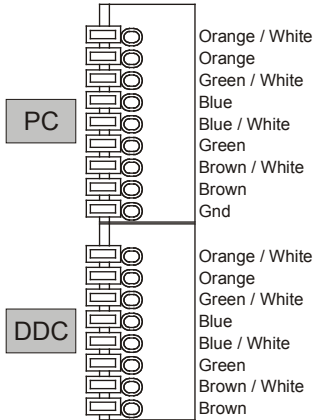 Orange / White
Orange
Green / White
Blue
PC
Blue / White
Green
Brown / White
Brown
Gnd
Orange / White
Orange
Green / White
Blue
DDC
Blue / White
Green
Brown / White
Brown